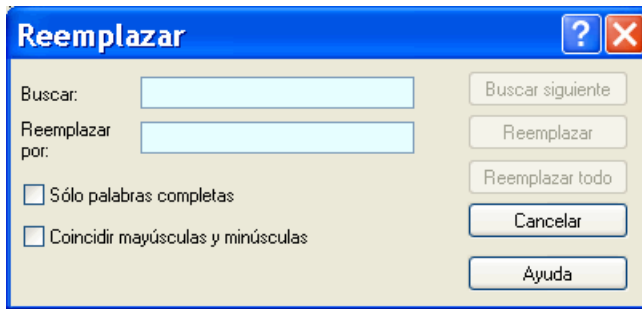 Reemplazar
Buscar:
Buscar siguiente
Reemplazar
por:
Reemplazar
Reemplazar todo
Sólo palabras completas
Cancelar
Coincidir mayúsculas y minúsculas
Ayuda